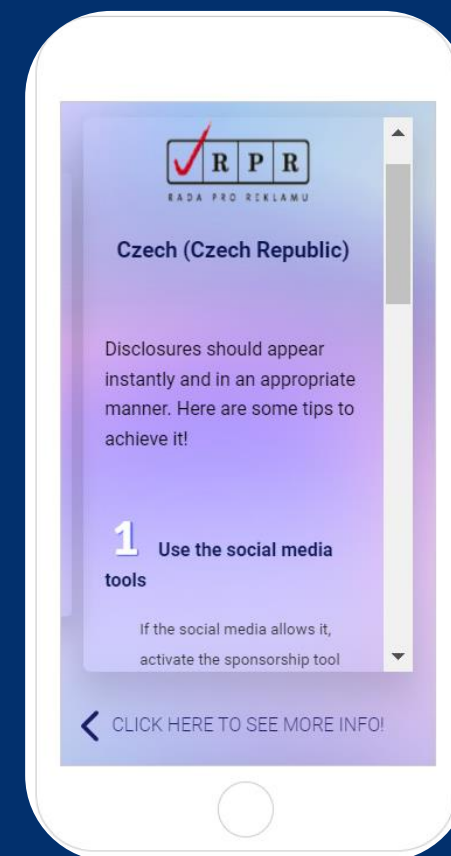 RPR
RADA PRO REKLAMU
Czech (Czech Republic)
Disclosures should appear
instantly and in an appropriate
manner. Here are some tips to
achieve it!
1 Use the social media
tools
If the social media allows it,
activate the sponsorship tool
CLICK HERE TO SEE MORE INFO!